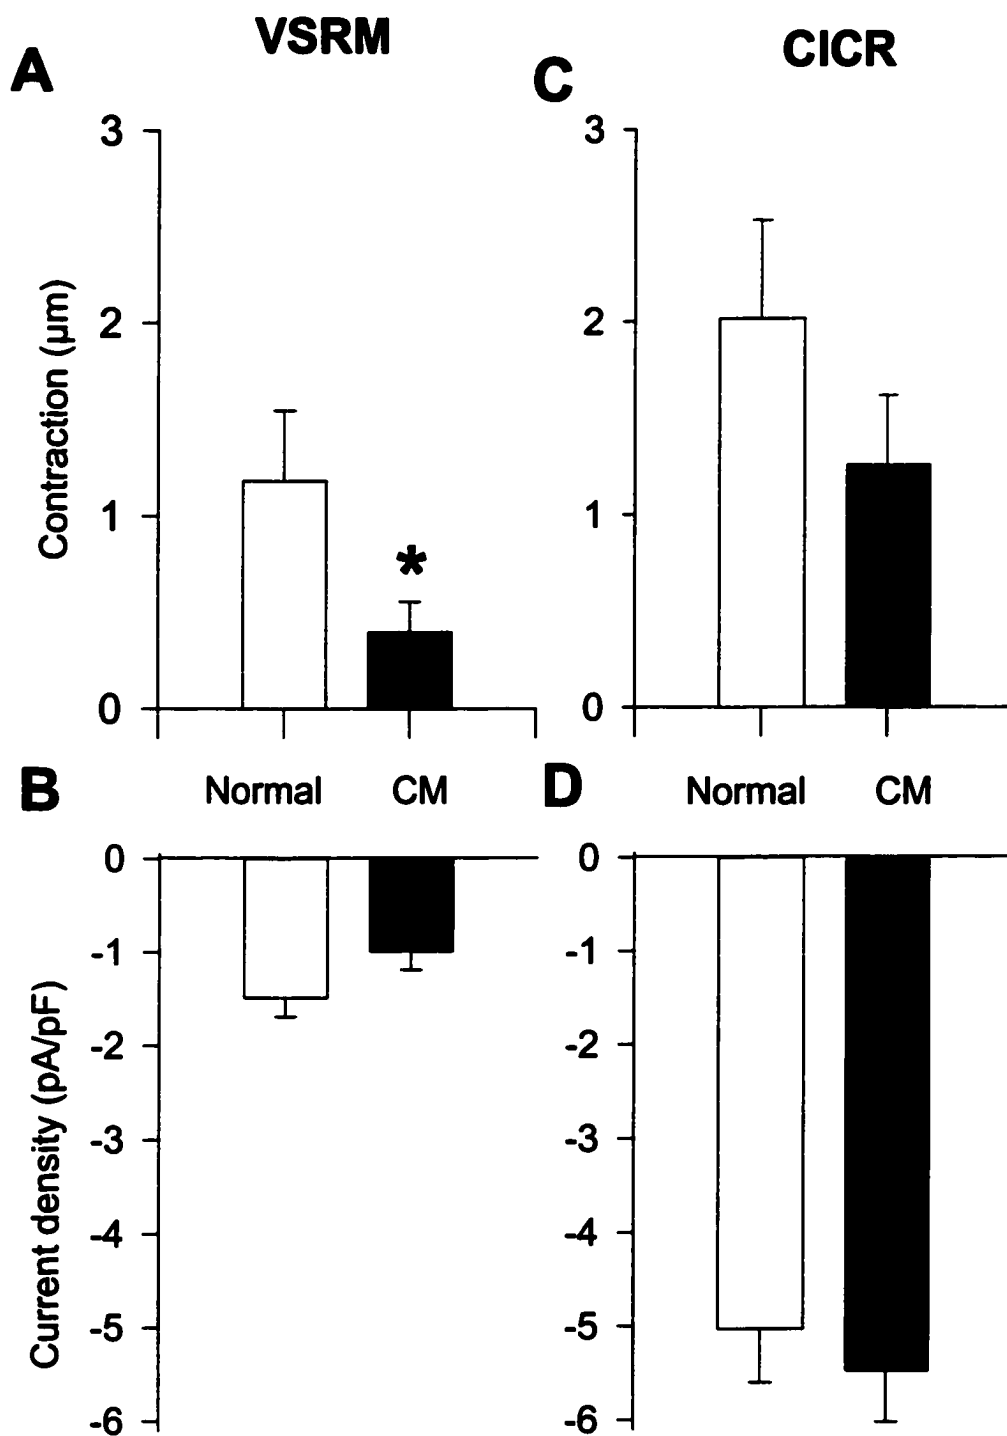 VSRM
CICR
A
C
3
2
1
0
Contraction (µm)
*
3
2
1
0
B
Normal CM
D
Normal CM
0
-1
-2
-3
-4
-5
-6
Current density (pA/pF)
0
-1
-2
-3
-4
-5
-6